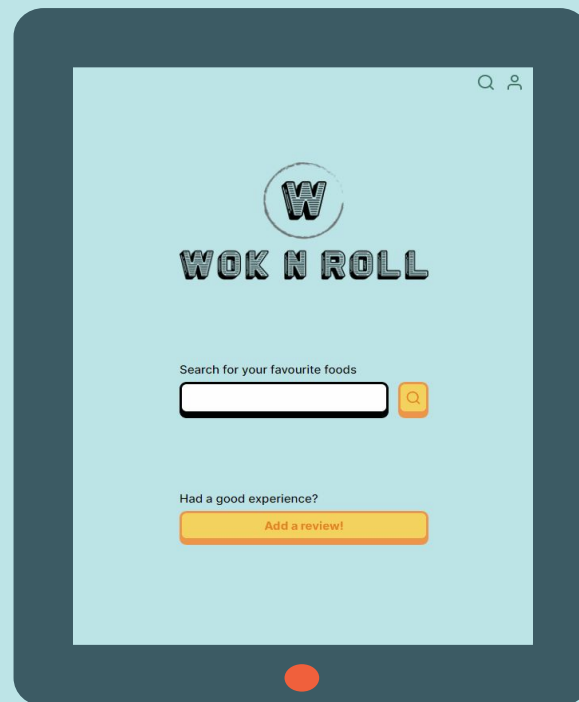 W
WOK N ROLL
Search for your favourite foods
Had a good experience?
Add a review!